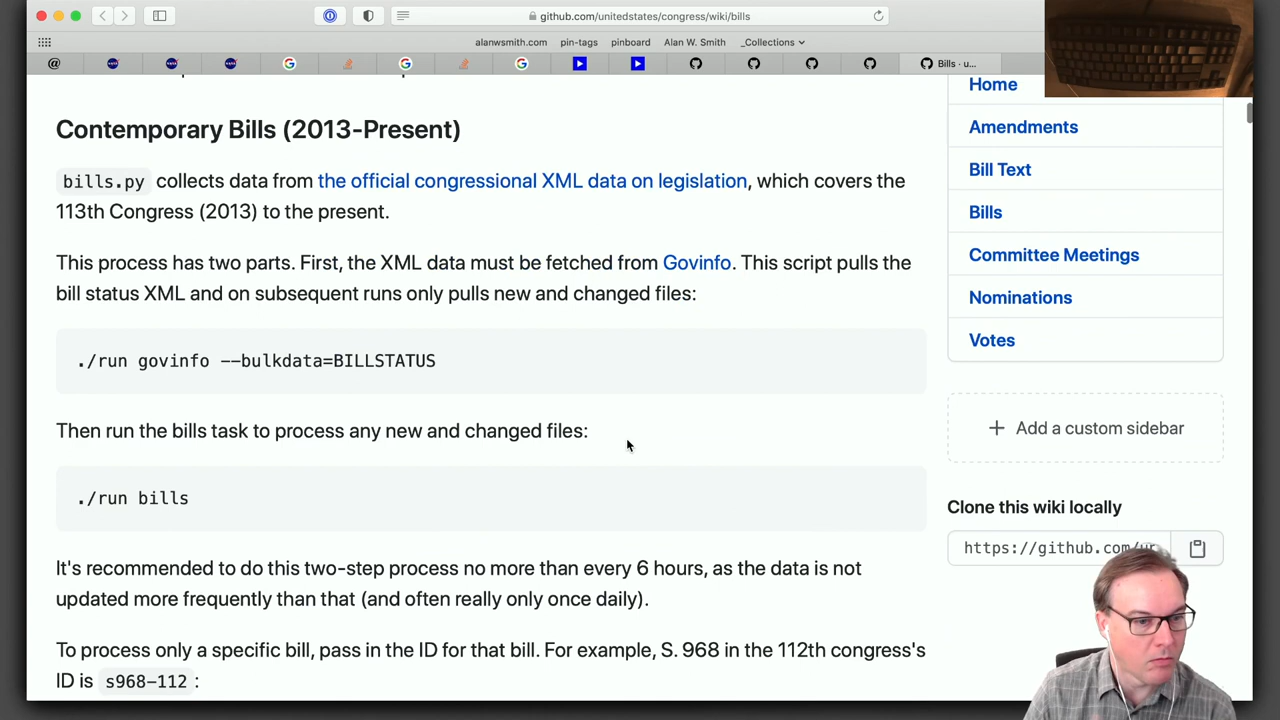 github.com/unitedstates/congress/wiki/bills
alanwsmith.com pin-tags pinboard Alan W. Smith _Collections
Bills · u...
Contemporary Bills (2013-Present)
bills.py collects data from the official congressional XML data on legislation, which covers the
113th Congress (2013) to the present.
This process has two parts. First, the XML data must be fetched from Govinfo. This script pulls the
bill status XML and on subsequent runs only pulls new and changed files:
./run govinfo --bulkdata=BILLSTATUS
Then run the bills task to process any new and changed files:
./run bills
It's recommended to do this two-step process no more than every 6 hours, as the data is not
updated more frequently than that (and often really only once daily).
To process only a specific bill, pass in the ID for that bill. For example, S. 968 in the 112th congress's
ID is s968-112 :
Home
Amendments
Bill Text
Bills
Committee Meetings
Nominations
Votes
+ Add a custom sidebar
Clone this wiki locally
https://github.com/